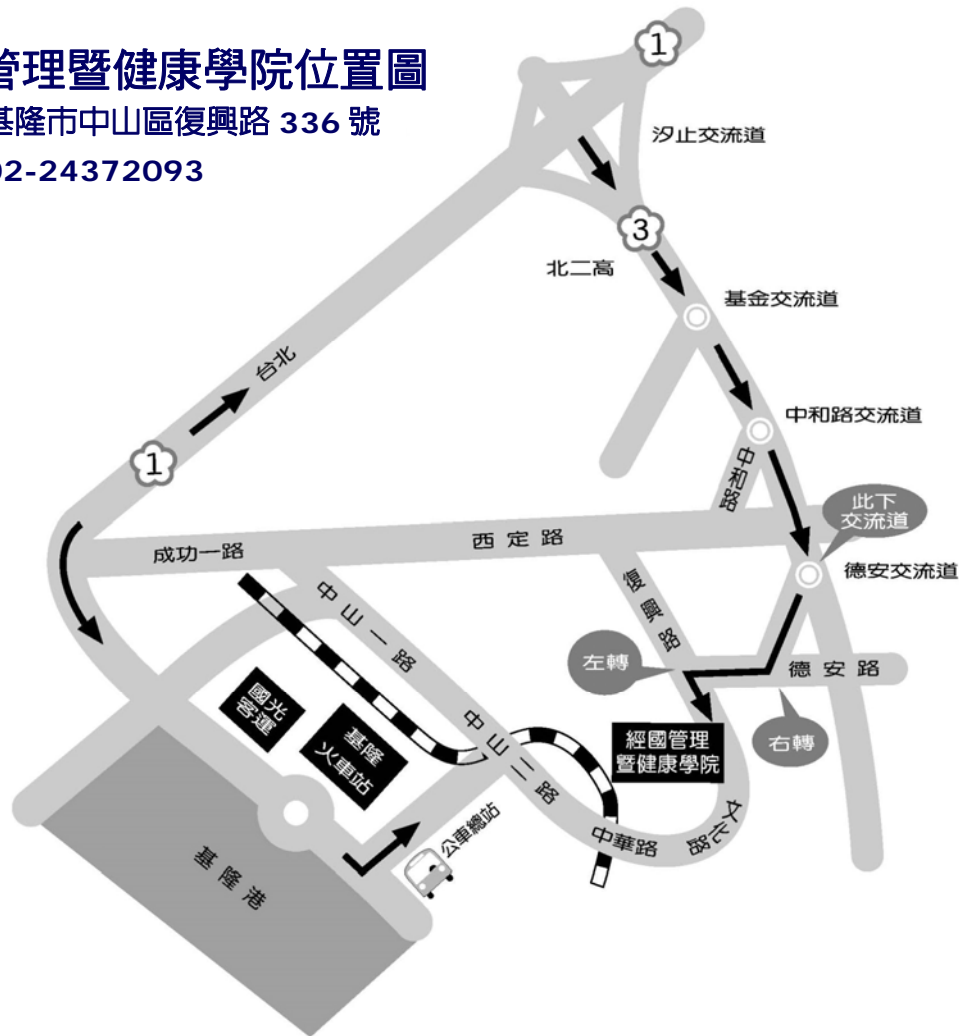 管理暨健康學院位置圖
基隆市中山區復興路 336 號
02-24372093
1
汐止交流道
3
北二高
基金交流道
台北
中和路交流道
1
中和路
此下
交流道
西定路
成功一路
德安交流道
復興路
中山一路
左轉
德安路
國光
客運
基隆
火車站
中山二路
經國管理
暨健康學院
右轉
文化路
公車總站
中華路
基隆港